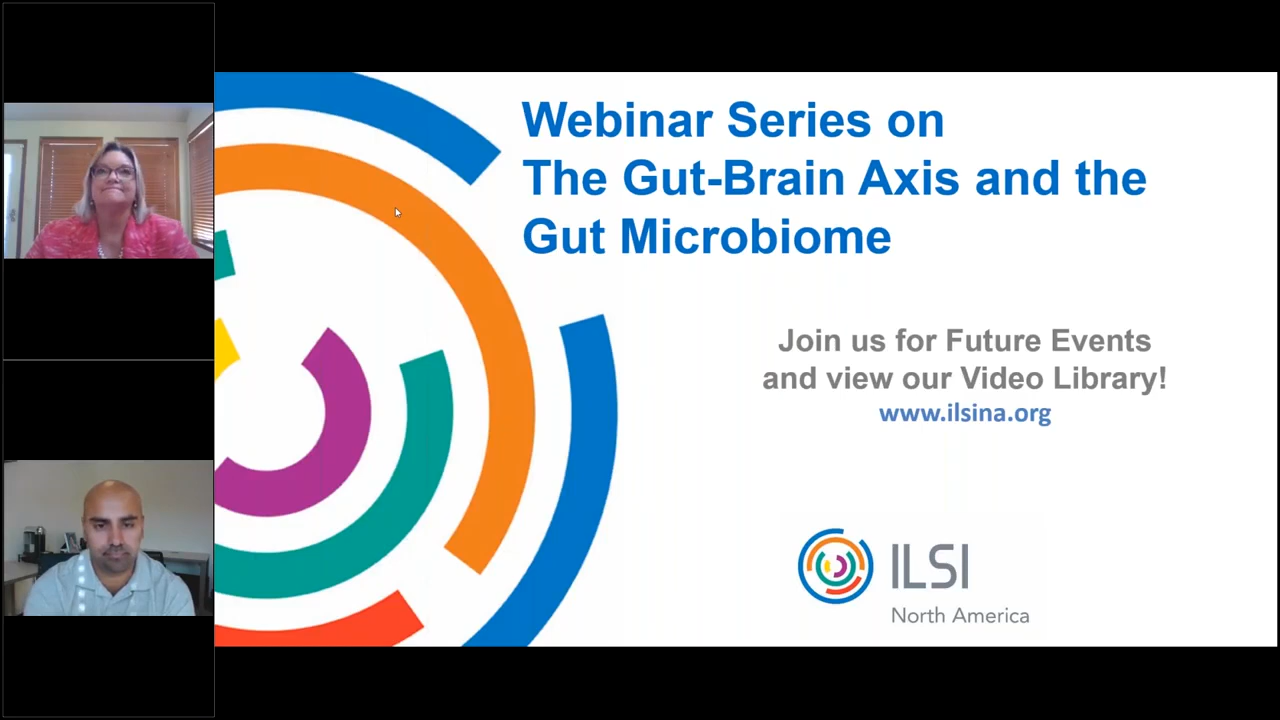 Webinar Series on
The Gut-Brain Axis and the
Gut Microbiome
Join us for Future Events
and view our Video Library!
www.ilsina.org
ILSI
North America